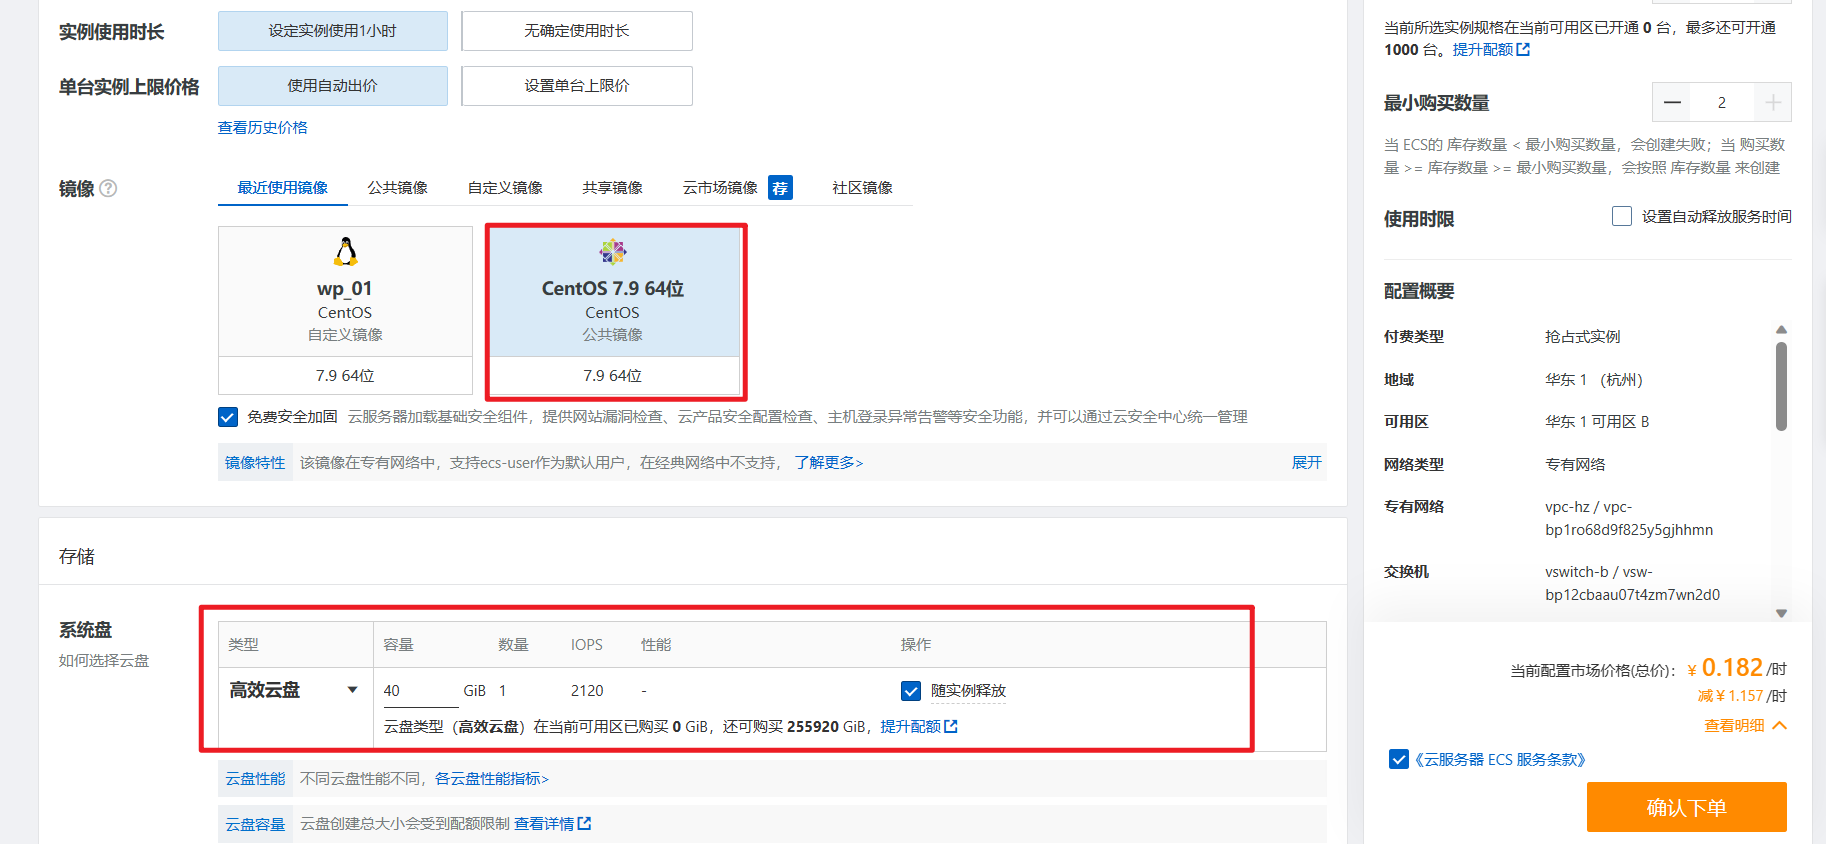 实例使用时长
设定实例使用1小时
无确定使用时长
单台实例上限价格
使用自动出价
设置单台上限价
查看历史价格
镜像
最近使用镜像
公共镜像
自定义镜像
共享镜像
云市场镜像
荐
社区镜像
wp_01
CentOS
自定义镜像
7.9 64位
CentOS 7.9 64位
CentOS
公共镜像
7.9 64位
免费安全加固 云服务器加载基础安全组件，提供网站漏洞检查、云产品安全配置检查、主机登录异常告警等安全功能，并可以通过云安全中心统一管理
镜像特性 该镜像在专有网络中，支持ecs-user作为默认用户，在经典网络中不支持， 了解更多> 展开
存储
系统盘
如何选择云盘
类型 容量 数量 IOPS 性能 操作
高效云盘 40 GiB 1 2120 - 随实例释放
云盘类型（高效云盘）在当前可用区已购买 0 GiB，还可购买 255920 GiB，提升配额
云盘性能 不同云盘性能不同，各云盘性能指标>
云盘容量 云盘创建总大小会受到配额限制 查看详情
当前所选实例规格在当前可用区已开通 0 台，最多还可开通
1000 台。提升配额
最小购买数量 2
当 ECS的 库存数量 < 最小购买数量，会创建失败；当 购买数
量 >= 库存数量 >= 最小购买数量，会按照 库存数量 来创建
使用时限 设置自动释放服务时间
配置概要
付费类型 抢占式实例
地域 华东 1 （杭州）
可用区 华东 1 可用区 B
网络类型 专有网络
专有网络 vpc-hz / vpc-
bp1ro68d9f825y5gjhhmn
交换机 vswitch-b / vsw-
bp12cbaau07t4zm7wn2d0
当前配置市场价格(总价)： ¥ 0.182 /时
减 ¥ 1.157 /时
查看明细
《云服务器 ECS 服务条款》
确认下单